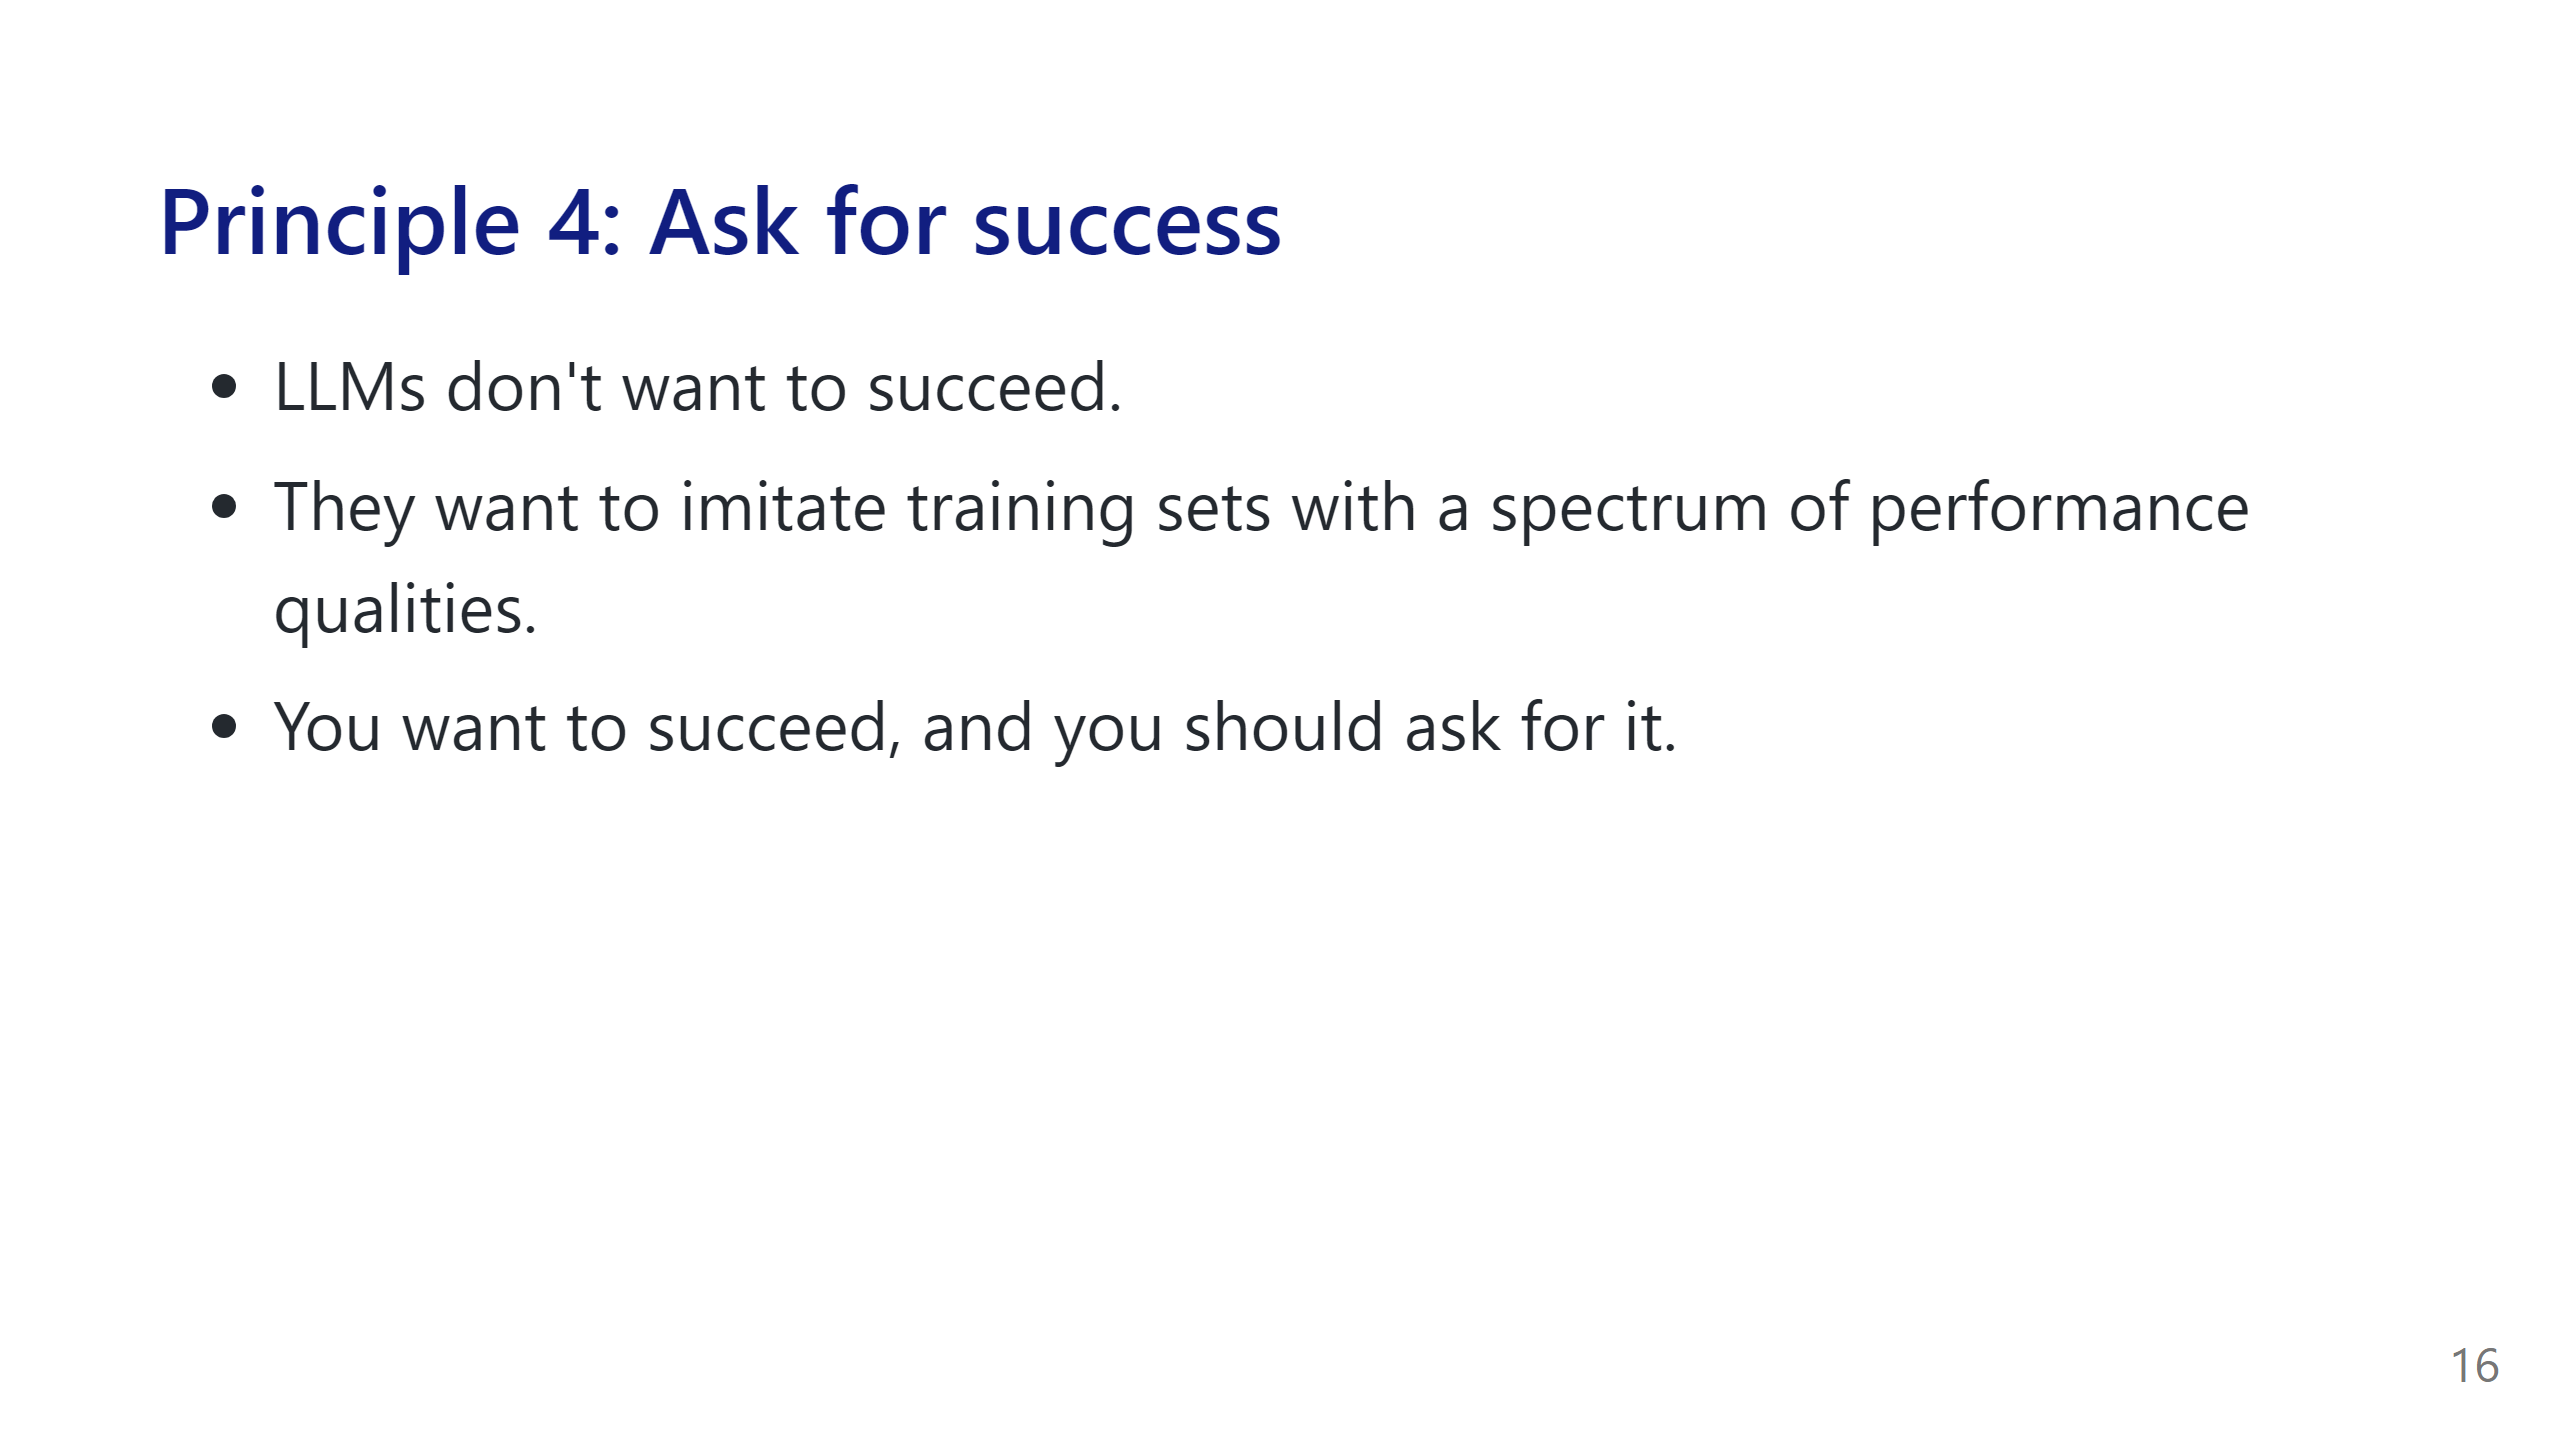 Principle 4: Ask for success
• LLMs don't want to succeed.
• They want to imitate training sets with a spectrum of performance
qualities.
• You want to succeed, and you should ask for it.
16